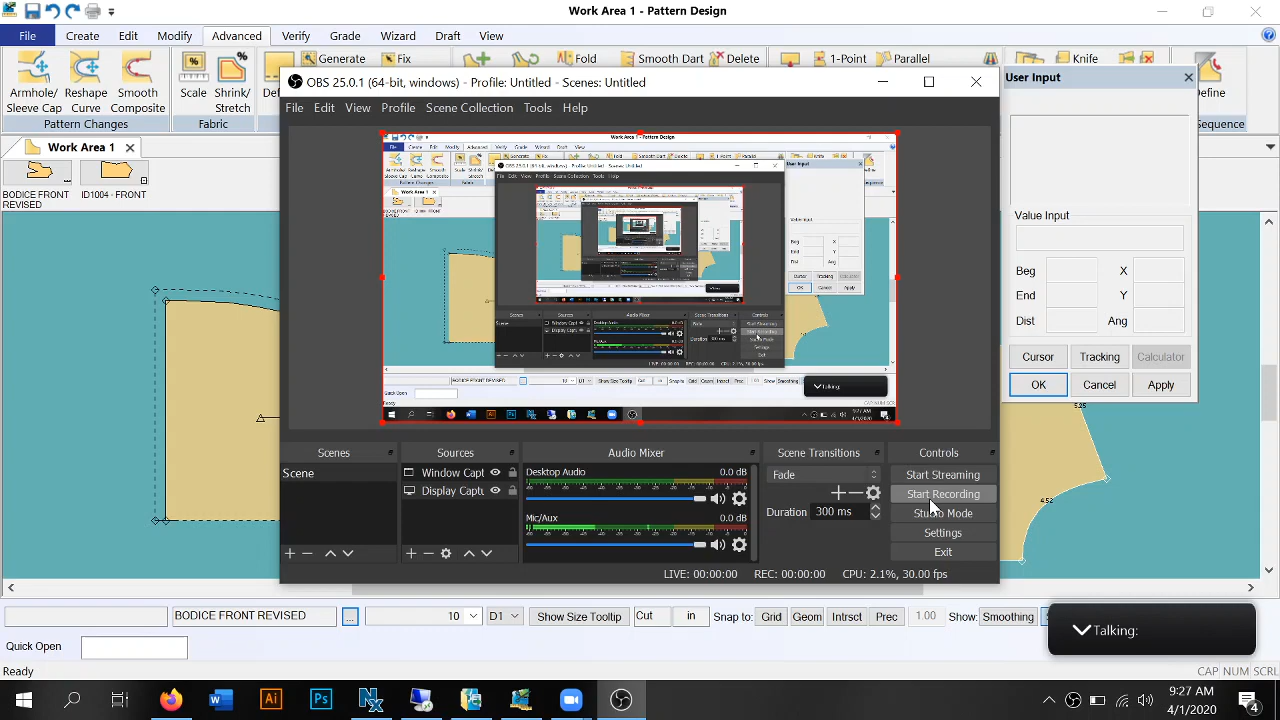 Work Area 1 - Pattern Design
File Create Edit Modify Advanced Verify Grade Wizard Draft View
Generate Fix Fold Smooth Dart Delete 1-Point Parallel Knife
Armhole/ Reshape Smooth Scale Shrink/ Define
Sleeve Cap Curve Composite Stretch
Pattern Changes Fabric Sequence
OBS 25.0.1 (64-bit, windows) - Profile: Untitled - Scenes: Untitled
File Edit View Profile Scene Collection Tools Help
User Input
Work Area 1
BODICE FRONT ID1004 - FRONT
REVISED
Value Input
Beg X
End Y
Dist Ang
Cursor Tracking Calculator
OK Cancel Apply
5.25
4.52
Scenes Sources Audio Mixer Scene Transitions Controls
Scene
Window Capt
Display Captu
Desktop Audio 0.0 dB
Mic/Aux 0.0 dB
Fade
Duration 300 ms
Start Streaming
Start Recording
Studio Mode
Settings
Exit
LIVE: 00:00:00 REC: 00:00:00 CPU: 2.1%, 30.00 fps
BODICE FRONT REVISED ... 10 D1 Show Size Tooltip Cut in Snap to: Grid Geom Intrsct Prec 1.00 Show: Smoothing
Talking:
Quick Open
Ready CAP NUM SCRL
9:27 AM
4/1/2020
4